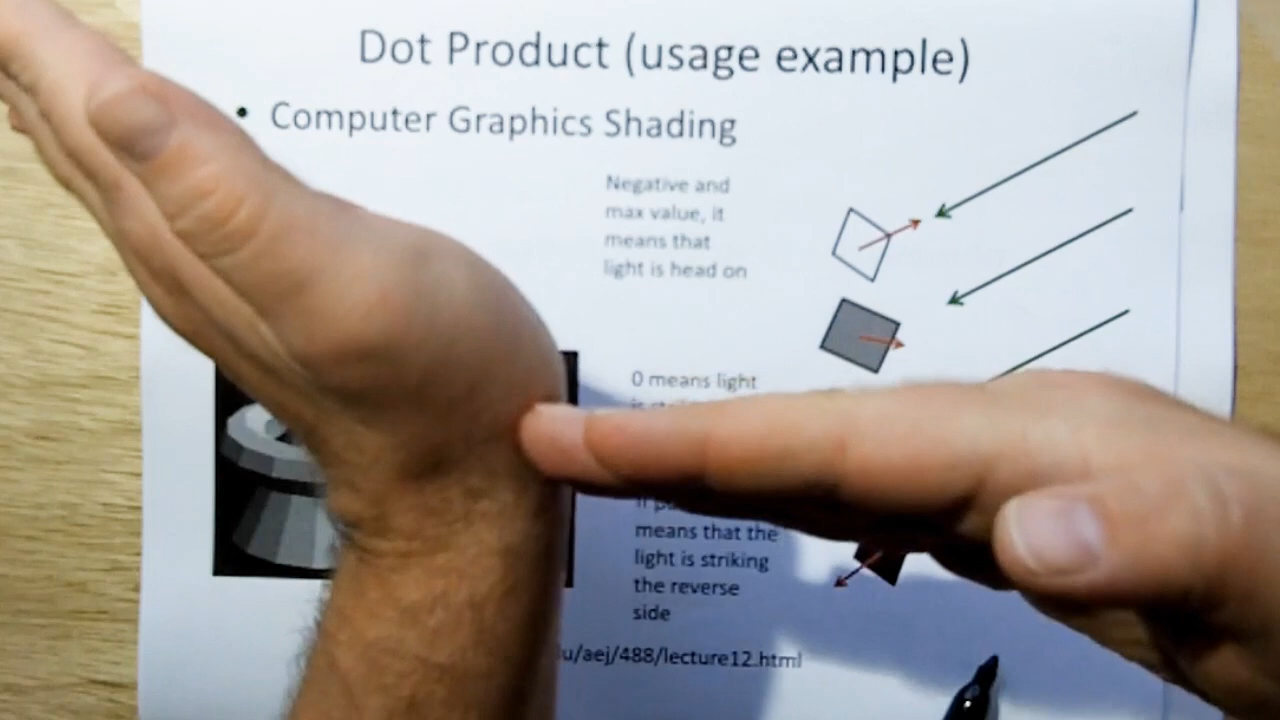 Dot Product (usage example)
• Computer Graphics Shading
Negative and
max value, it
means that
light is head on
0 means light
means that the
light is striking
the reverse
side
u/aej/488/lecture12.html